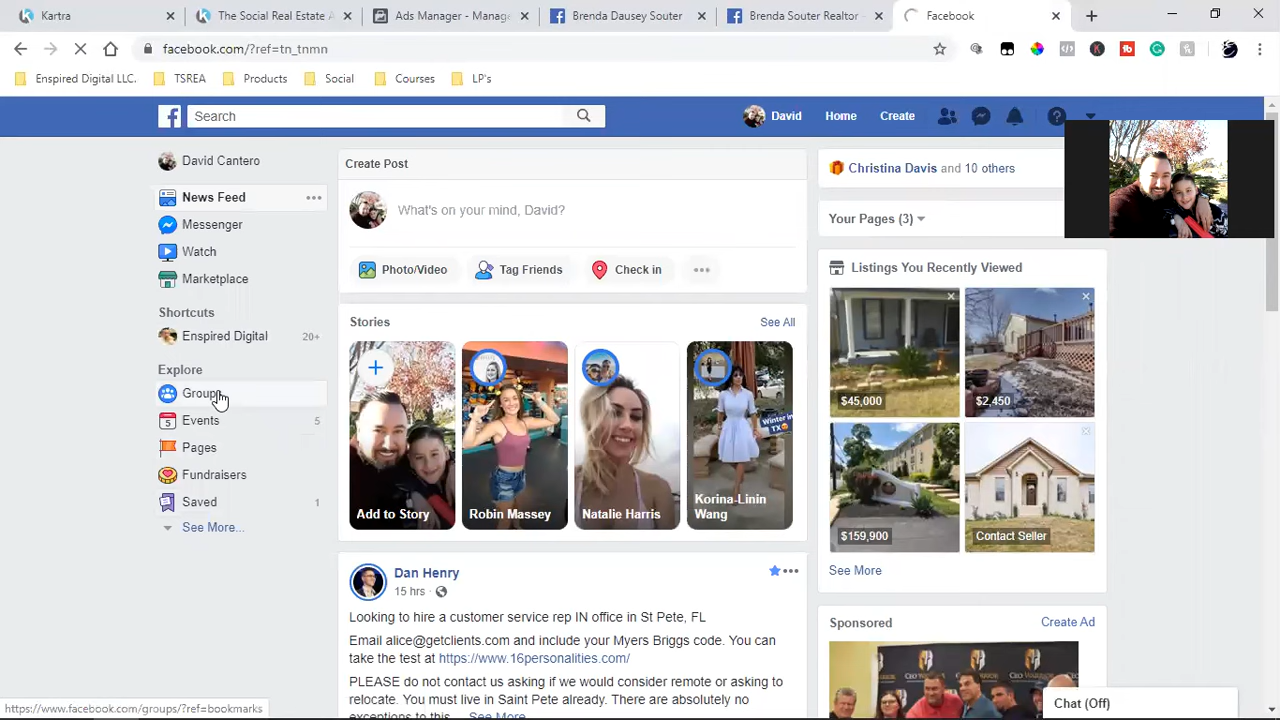 Kartra
The Social Real Estate A
Ads Manager - Manage
Brenda Dausey Souter
Brenda Souter Realtor -
Facebook
facebook.com/?ref=tn_tnmn
Enspired Digital LLC.
TSREA
Products
Social
Courses
LP's
Search
David
Home
Create
David Cantero
News Feed
Messenger
Watch
Marketplace
Shortcuts
Enspired Digital 20+
Explore
Groups
Events 5
Pages
Fundraisers
Saved 1
See More...
Create Post
What's on your mind, David?
Photo/Video
Tag Friends
Check in
Stories
See All
Add to Story
Robin Massey
Natalie Harris
Winter in
TX
Korina-Linin
Wang
Dan Henry
15 hrs ·
Looking to hire a customer service rep IN office in St Pete, FL
Email alice@getclients.com and include your Myers Briggs code. You can
take the test at https://www.16personalities.com/
PLEASE do not contact us asking if we would consider remote or asking to
relocate. You must live in Saint Pete already. There are absolutely no
exceptions to this... See More
Christina Davis and 10 others
Your Pages (3)
Listings You Recently Viewed
$45,000
$2,450
$159,900
Contact Seller
See More
Sponsored
Create Ad
CEO WARRIOR
Chat (Off)
https://www.facebook.com/groups/?ref=bookmarks